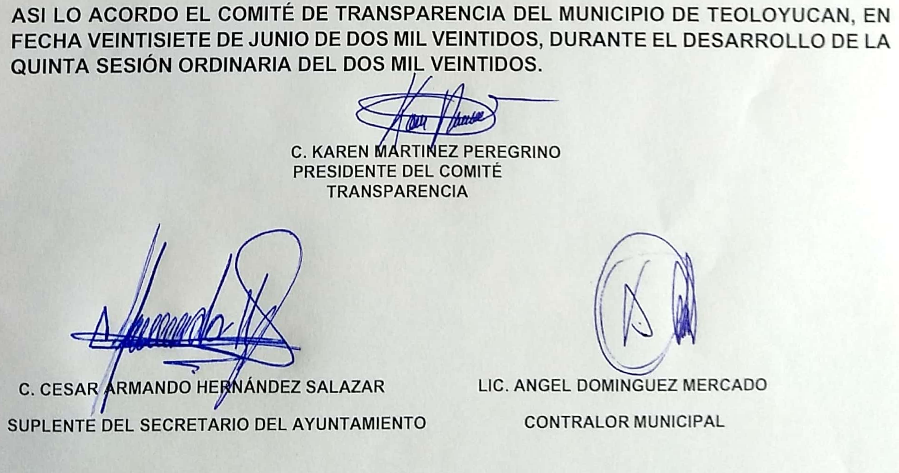 ASI LO ACORDO EL COMITÉ DE TRANSPARENCIA DEL MUNICIPIO DE TEOLOYUCAN, EN
FECHA VEINTISIETE DE JUNIO DE DOS MIL VEINTIDOS, DURANTE EL DESARROLLO DE LA
QUINTA SESIÓN ORDINARIA DEL DOS MIL VEINTIDOS.
C. KAREN MARTINEZ PEREGRINO
PRESIDENTE DEL COMITÉ
TRANSPARENCIA
C. CESAR ARMANDO HERNÁNDEZ SALAZAR
SUPLENTE DEL SECRETARIO DEL AYUNTAMIENTO
LIC. ANGEL DOMINGUEZ MERCADO
CONTRALOR MUNICIPAL